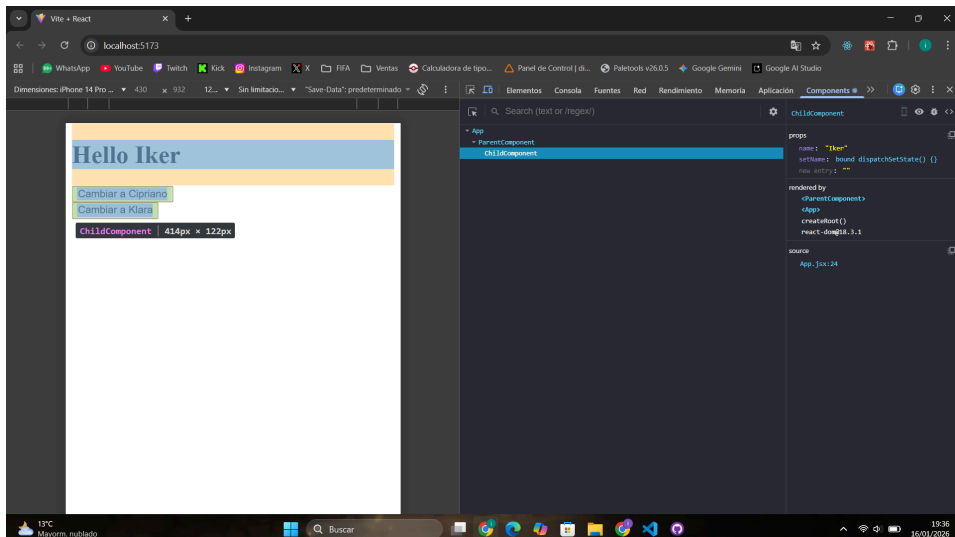 Vite + React
localhost:5173
WhatsApp YouTube Twitch Kick Instagram X FIFA Ventas Calculadora de tipo... Panel de Control | di... Paletools v26.0.5 Google Gemini Google AI Studio
Dimensiones: iPhone 14 Pro ... 430 x 932 12... Sin limitacio... "Save-Data": predeterminado
Elementos Consola Fuentes Red Rendimiento Memoria Aplicación Components
Search (text or /regex/)
App
ParentComponent
ChildComponent
ChildComponent
props
name: "Iker"
setName: bound dispatchSetState() {}
new entry: ""
rendered by
<ParentComponent>
<App>
createRoot()
react-dom@18.3.1
source
App.jsx:24
Hello Iker
Cambiar a Cipriano
Cambiar a Klara
ChildComponent 414px × 122px
13°C
Mayorm. nublado
Buscar
19:36
16/01/2026